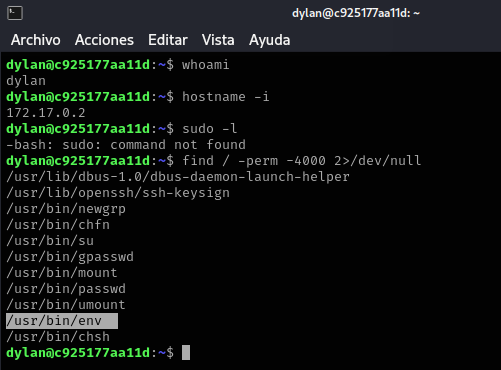 dylan@c925177aa11d: ~
Archivo Acciones Editar Vista Ayuda
dylan@c925177aa11d:~$ whoami
dylan
dylan@c925177aa11d:~$ hostname -i
172.17.0.2
dylan@c925177aa11d:~$ sudo -l
-bash: sudo: command not found
dylan@c925177aa11d:~$ find / -perm -4000 2>/dev/null
/usr/lib/dbus-1.0/dbus-daemon-launch-helper
/usr/lib/openssh/ssh-keysign
/usr/bin/newgrp
/usr/bin/chfn
/usr/bin/su
/usr/bin/gpasswd
/usr/bin/mount
/usr/bin/passwd
/usr/bin/umount
/usr/bin/env
/usr/bin/chsh
dylan@c925177aa11d:~$